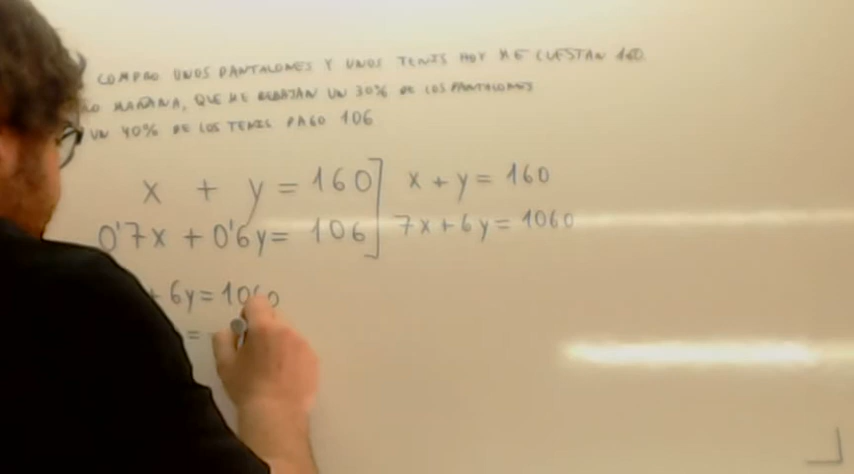 COMPRO UNOS PANTALONES Y UNOS TENIS HOY ME CUESTAN 160.
LO MAÑANA, QUE ME REBAJAN UN 30% DE LOS PANTALONES
UN 40% DE LOS TENIS PAGO 106
x + y = 160] x + y = 160
0'7x + 0'6y = 106] 7x + 6y = 1060
+ 6y = 1060
= -